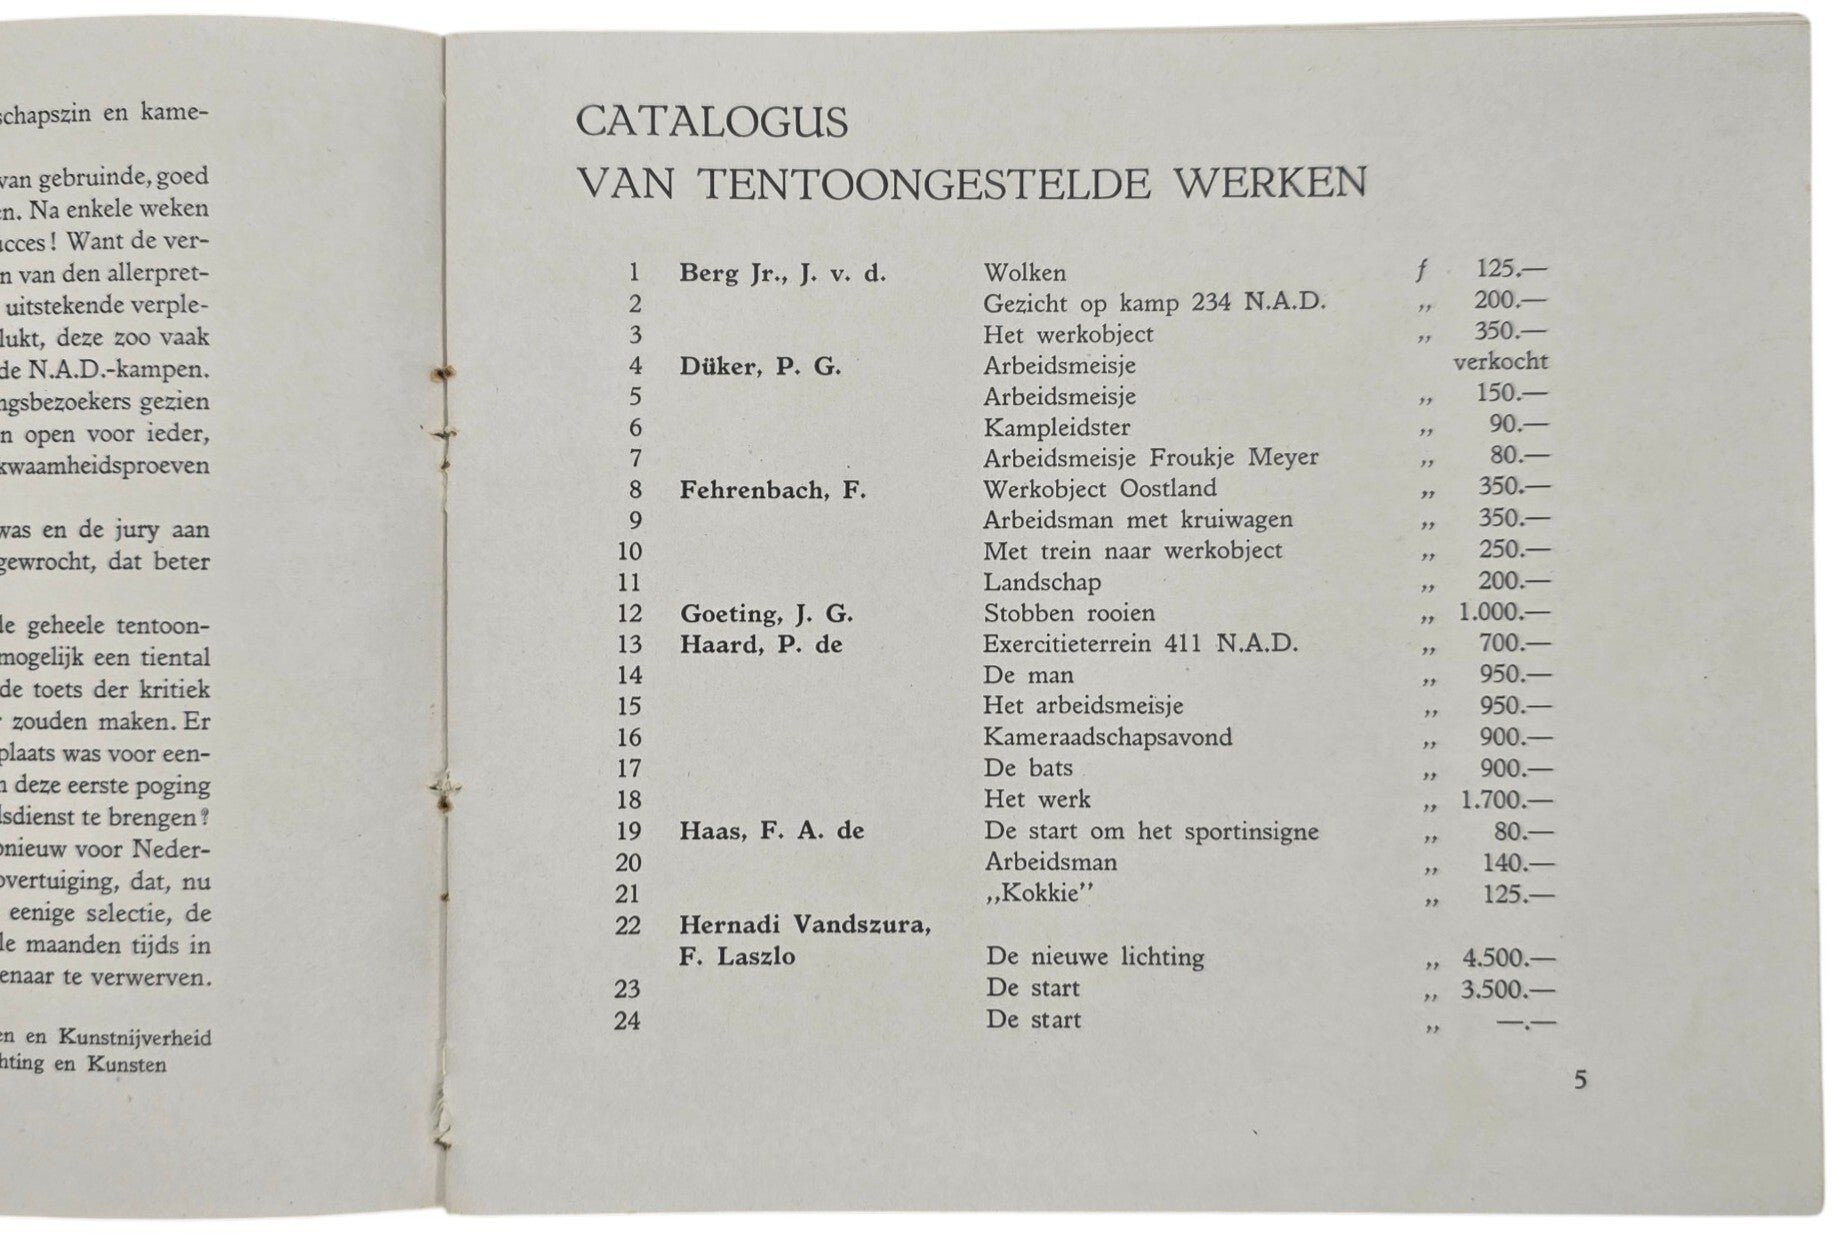 schapszin en kame-
van gebruinde, goed
en. Na enkele weken
ucces! Want de ver-
n van den allerpret-
uitstekende verple-
lukt, deze zoo vaak
de N.A.D.-kampen.
ngsbezoekers gezien
n open voor ieder,
kwaamheidsproeven
was en de jury aan
gewrocht, dat beter
de geheele tentoon-
mogelijk een tiental
de toets der kritiek
zouden maken. Er
plaats was voor een-
n deze eerste poging
dsdienst te brengen?
pnieuw voor Neder-
overtuiging, dat, nu
eenige selectie, de
le maanden tijds in
enaar te verwerven.
en en Kunstnijverheid
hting en Kunsten
CATALOGUS
VAN TENTOONGESTELDE WERKEN
1 Berg Jr., J. v. d. Wolken f 125.—
2 Gezicht op kamp 234 N.A.D. „ 200.—
3 Het werkobject „ 350.—
4 Düker, P. G. Arbeidsmeisje verkocht
5 Arbeidsmeisje „ 150.—
6 Kampleidster „ 90.—
7 Arbeidsmeisje Froukje Meyer „ 80.—
8 Fehrenbach, F. Werkobject Oostland „ 350.—
9 Arbeidsman met kruiwagen „ 350.—
10 Met trein naar werkobject „ 250.—
11 Landschap „ 200.—
12 Goeting, J. G. Stobben rooien „ 1.000.—
13 Haard, P. de Exercitieterrein 411 N.A.D. „ 700.—
14 De man „ 950.—
15 Het arbeidsmeisje „ 950.—
16 Kameraadschapsavond „ 900.—
17 De bats „ 900.—
18 Het werk „ 1.700.—
19 Haas, F. A. de De start om het sportinsigne „ 80.—
20 Arbeidsman „ 140.—
21 „Kokkie” „ 125.—
22 Hernadi Vandszura,
F. Laszlo De nieuwe lichting „ 4.500.—
23 De start „ 3.500.—
24 De start „ —.—
5